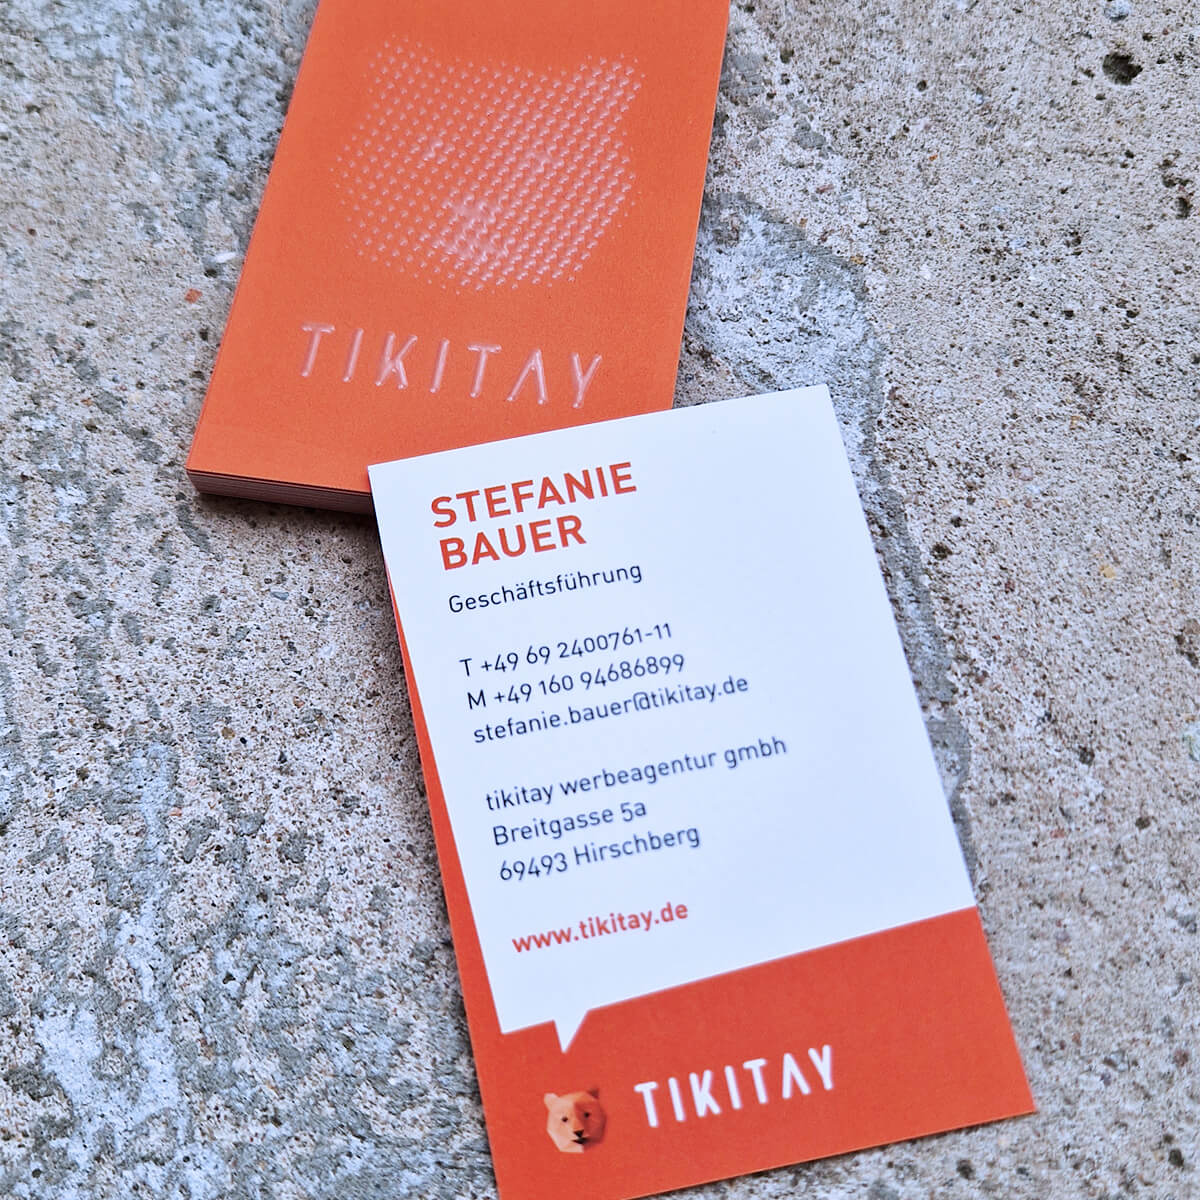 TIKITAY
STEFANIE
BAUER
Geschäftsführung
T +49 69 2400761-11
M +49 160 94686899
stefanie.bauer@tikitay.de
tikitay werbeagentur gmbh
Breitgasse 5a
69493 Hirschberg
www.tikitay.de
TIKITAY